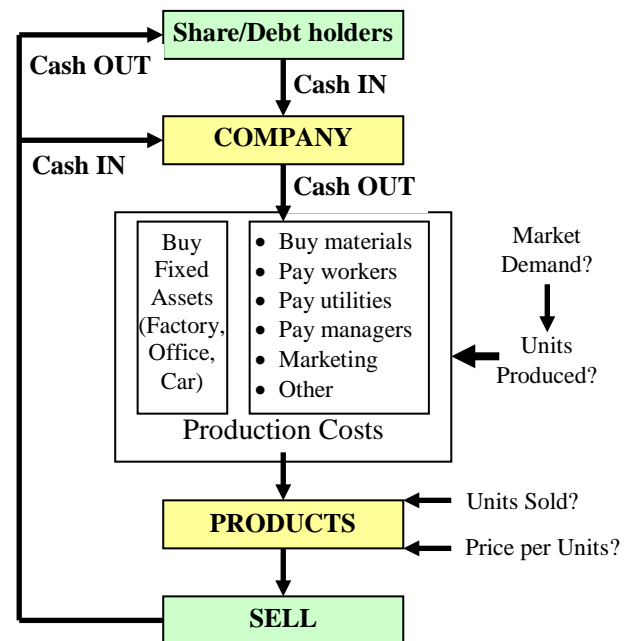 Share/Debt holders
Cash OUT
Cash IN
COMPANY
Cash IN
Cash OUT
Buy
Fixed
Assets
(Factory,
Office,
Car)
• Buy materials
• Pay workers
• Pay utilities
• Pay managers
• Marketing
• Other
Production Costs
Market
Demand?
Units
Produced?
PRODUCTS
Units Sold?
Price per Units?
SELL